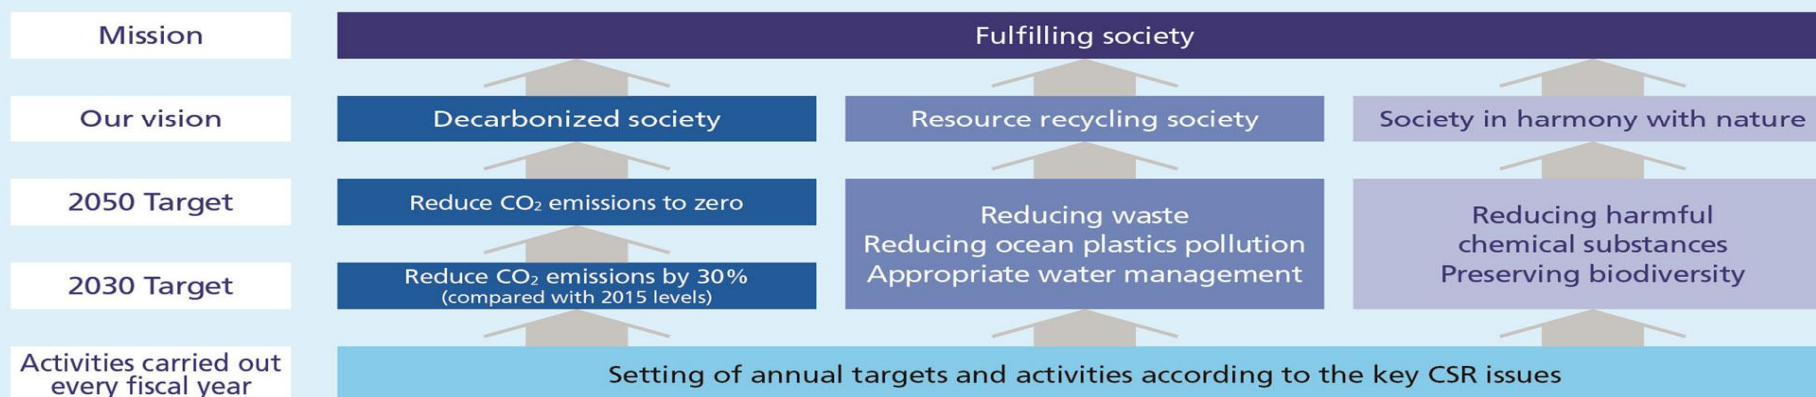 Mission
Fulfilling society
Our vision
Decarbonized society
Resource recycling society
Society in harmony with nature
2050 Target
Reduce CO₂ emissions to zero
2030 Target
Reduce CO₂ emissions by 30%
(compared with 2015 levels)
Reducing waste
Reducing ocean plastics pollution
Appropriate water management
Reducing harmful
chemical substances
Preserving biodiversity
Activities carried out
every fiscal year
Setting of annual targets and activities according to the key CSR issues